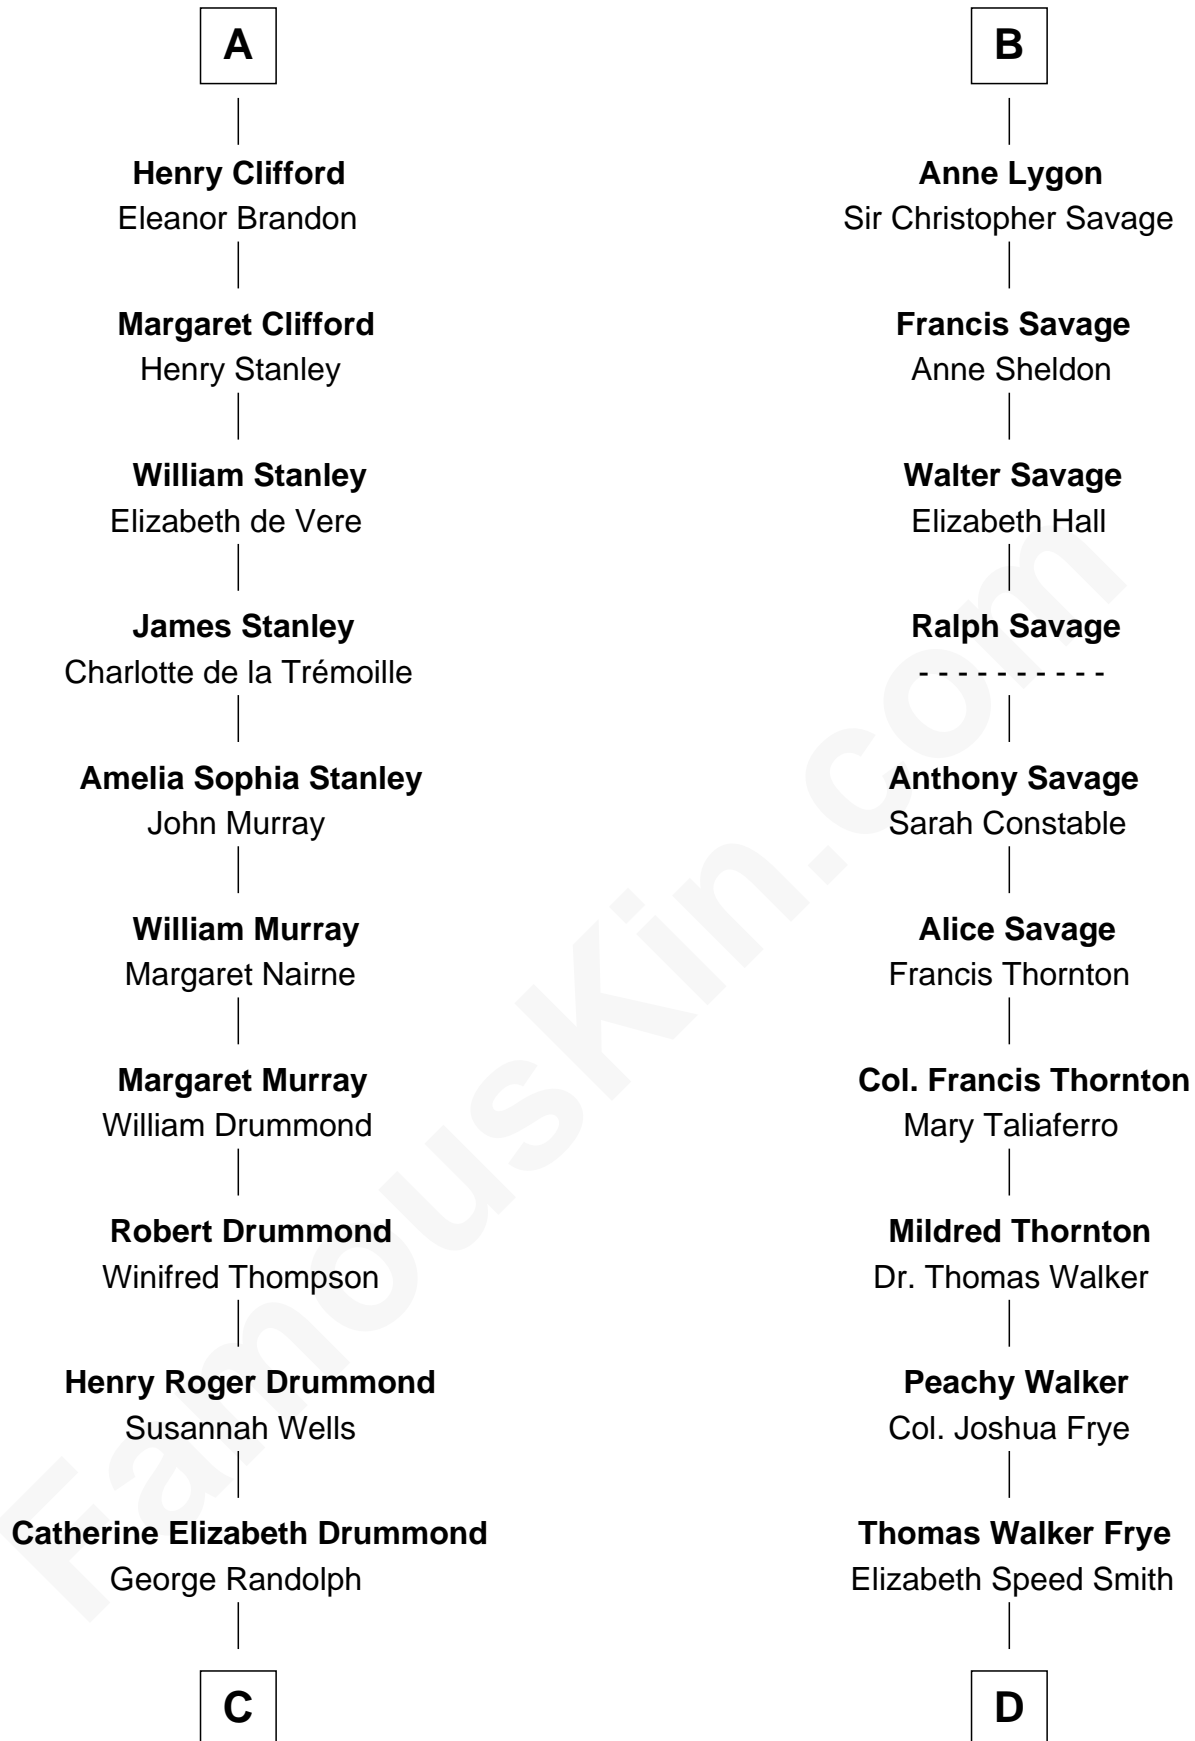 A
Henry Clifford
Eleanor Brandon
Margaret Clifford
Henry Stanley
William Stanley
Elizabeth de Vere
James Stanley
Charlotte de la Trémoille
Amelia Sophia Stanley
John Murray
William Murray
Margaret Nairne
Margaret Murray
William Drummond
Robert Drummond
Winifred Thompson
Henry Roger Drummond
Susannah Wells
Catherine Elizabeth Drummond
George Randolph
C
B
Anne Lygon
Sir Christopher Savage
Francis Savage
Anne Sheldon
Walter Savage
Elizabeth Hall
Ralph Savage
- - - - - - - - - -
Anthony Savage
Sarah Constable
Alice Savage
Francis Thornton
Col. Francis Thornton
Mary Taliaferro
Mildred Thornton
Dr. Thomas Walker
Peachy Walker
Col. Joshua Frye
Thomas Walker Frye
Elizabeth Speed Smith
D
FamousKin.com